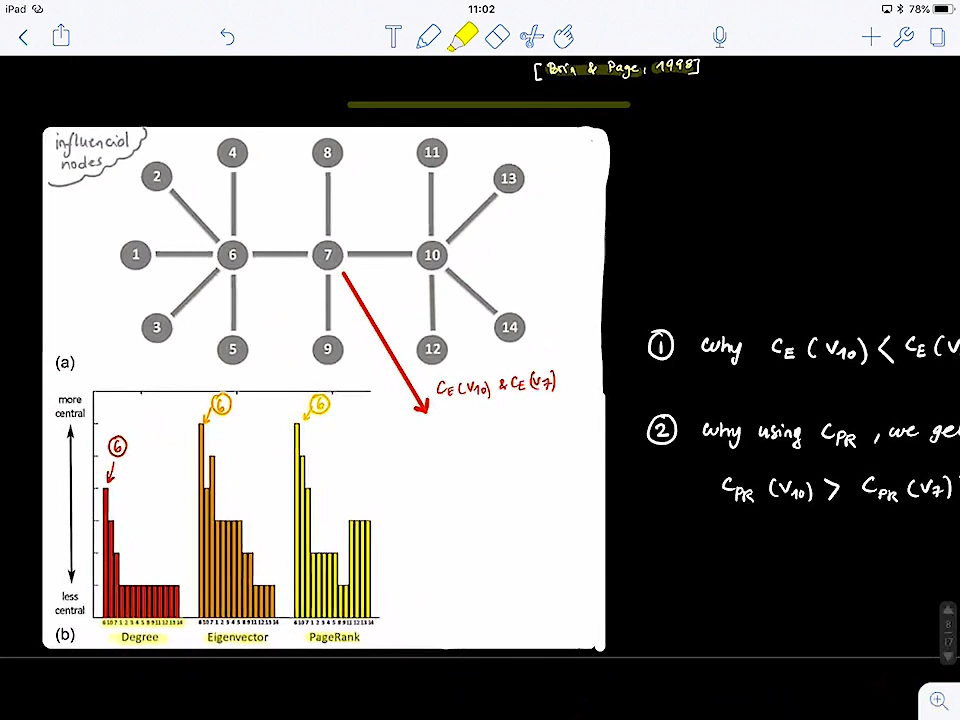 iPad
11:02
78%
T
[Brin & Page, 1998]
influencial
nodes
4
8
11
2
13
1
6
7
10
3
5
9
12
14
(a)
CE (V10) & CE (V7)
① Why CE (V10) < CE (V
more
central
6
6
6
② Why using CPR, we ge
CPR (V10) > CPR (V7)
less
central
6 10 7 1 2 3 4 5 8 9 11 12 13 14
6 10 7 1 2 3 4 5 8 9 11 12 13 14
6 10 7 1 2 3 4 5 8 9 11 12 13 14
(b)
Degree
Eigenvector
PageRank
8
17